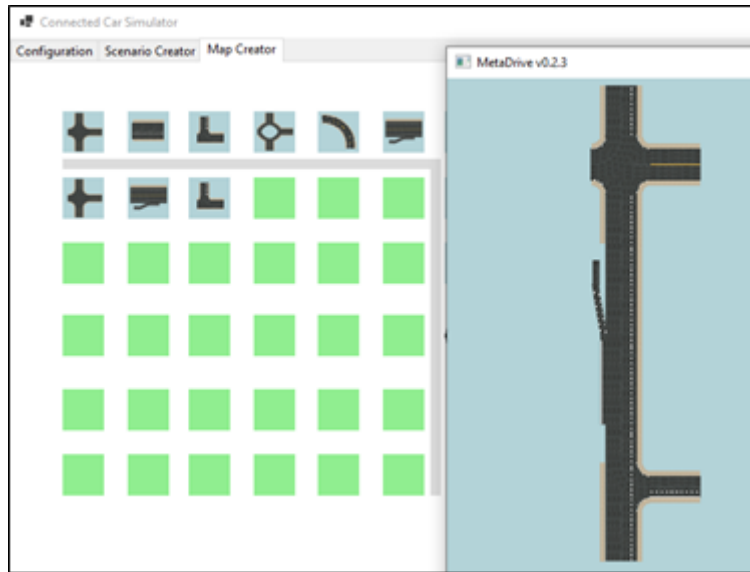 Connected Car Simulator
Configuration Scenario Creator Map Creator
MetaDrive v0.2.3